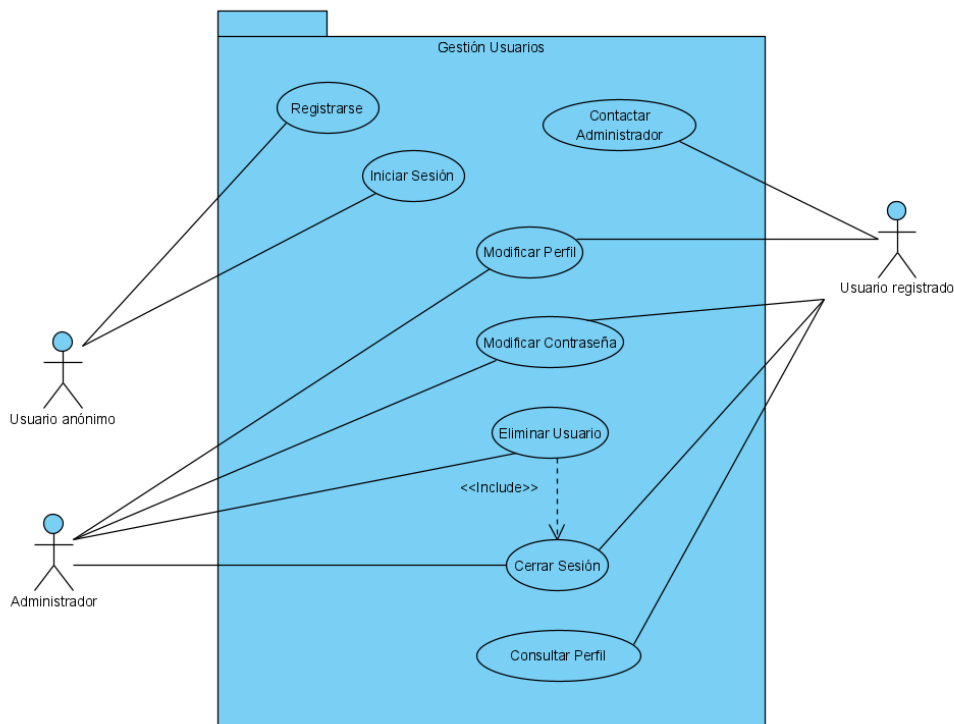 Gestión Usuarios
Registrarse
Contactar
Administrador
Iniciar Sesión
Modificar Perfil
Usuario registrado
Modificar Contraseña
Usuario anónimo
Eliminar Usuario
<<Include>>
Cerrar Sesión
Administrador
Consultar Perfil